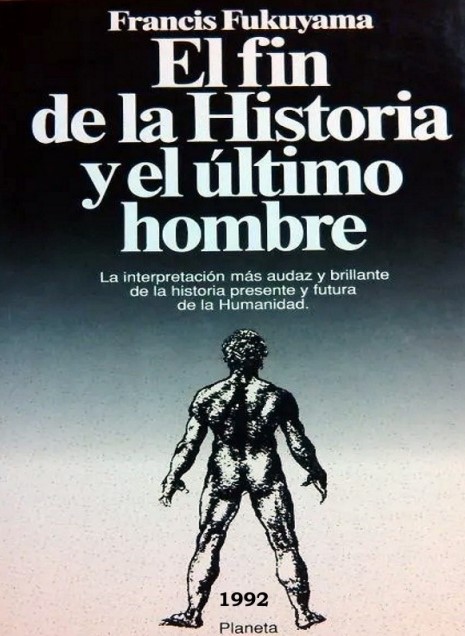 Francis Fukuyama
El fin
de la Historia
y el último
hombre
La interpretación más audaz y brillante
de la historia presente y futura
de la Humanidad.
1992
Planeta